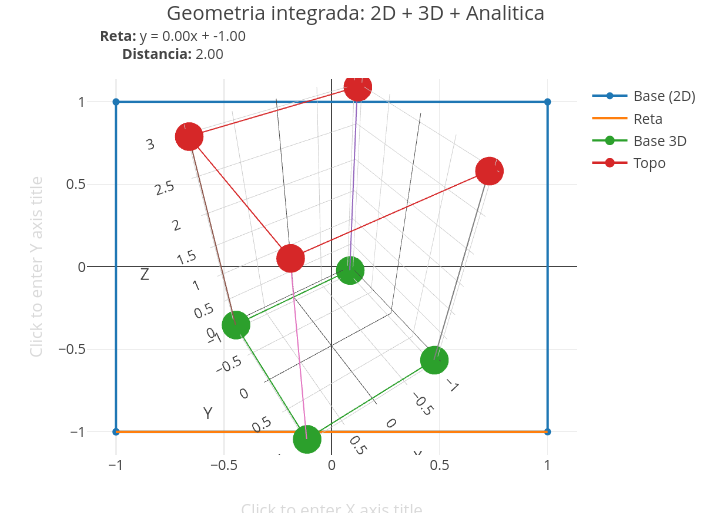 Geometria integrada: 2D + 3D + Analitica
Reta: y = 0.00x + -1.00
Distancia: 2.00
Base (2D)
Reta
Base 3D
Topo
1
0.5
0
−0.5
−1
Click to enter Y axis title
3
2.5
2
1.5
1
0.5
0
Z
−1
−0.5
0
0.5
Y
−1
−0.5
0
0.5
−1
−0.5
0
0.5
1
Click to enter X axis title